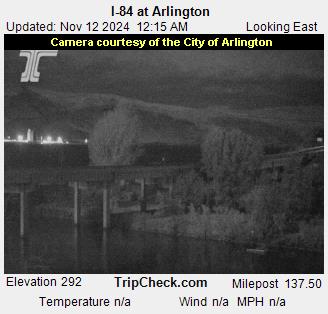 I-84 at Arlington
Updated: Nov 12 2024 12:15 AM Looking East
Camera courtesy of the City of Arlington
Elevation 292 TripCheck.com Milepost 137.50
Temperature n/a Wind n/a MPH n/a